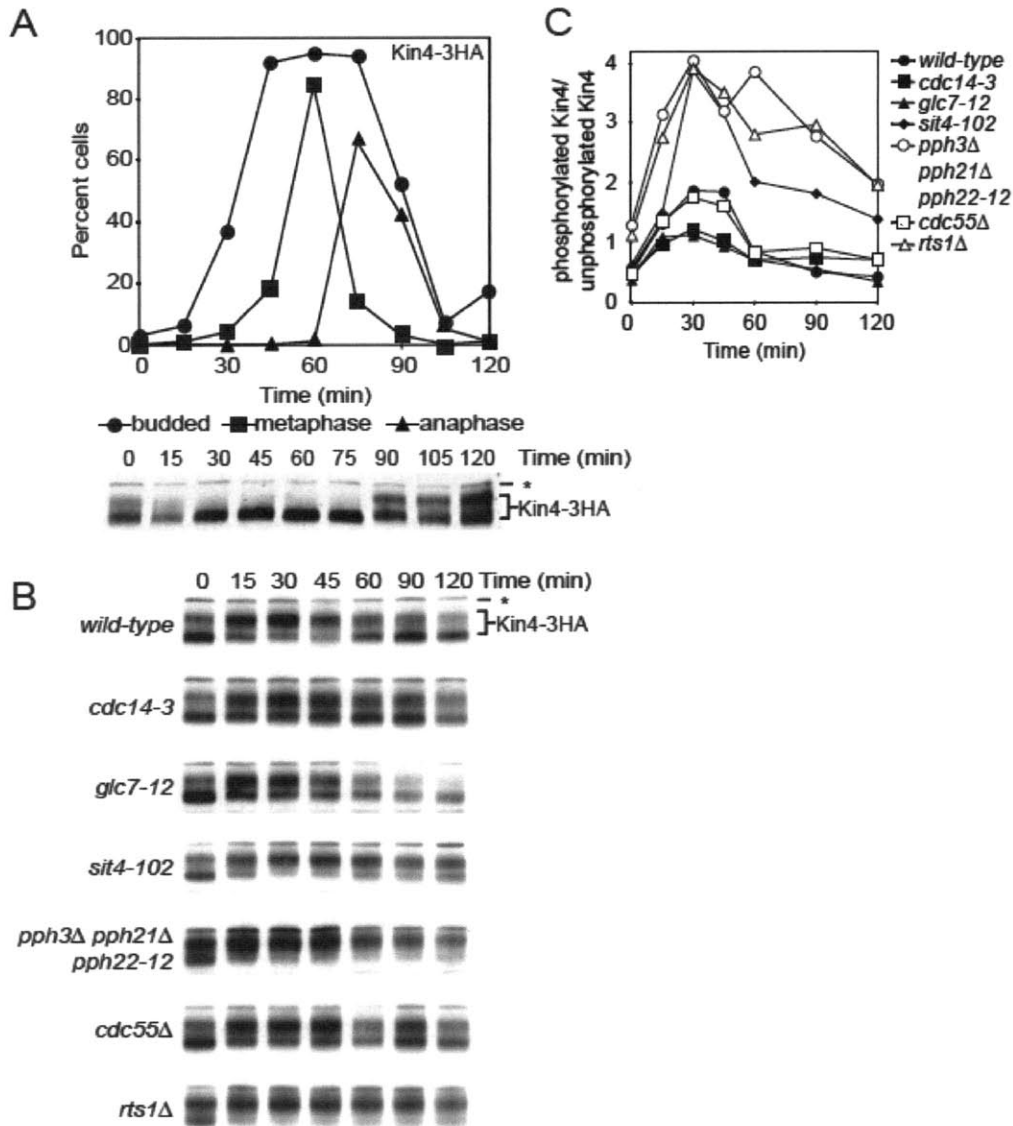 A
Kin4-3HA
Percent cells
100
80
60
40
20
0
0 30 60 90 120
Time (min)
budded metaphase anaphase
0 15 30 45 60 75 90 105 120 Time (min)
*
Kin4-3HA
B
0 15 30 45 60 90 120 Time (min)
*
wild-type Kin4-3HA
cdc14-3
glc7-12
sit4-102
pph3Δ pph21Δ
pph22-12
cdc55Δ
rts1Δ
C
phosphorylated Kin4/
unphosphorylated Kin4
4
3
2
1
0
0 30 60 90 120
Time (min)
wild-type
cdc14-3
glc7-12
sit4-102
pph3Δ
pph21Δ
pph22-12
cdc55Δ
rts1Δ